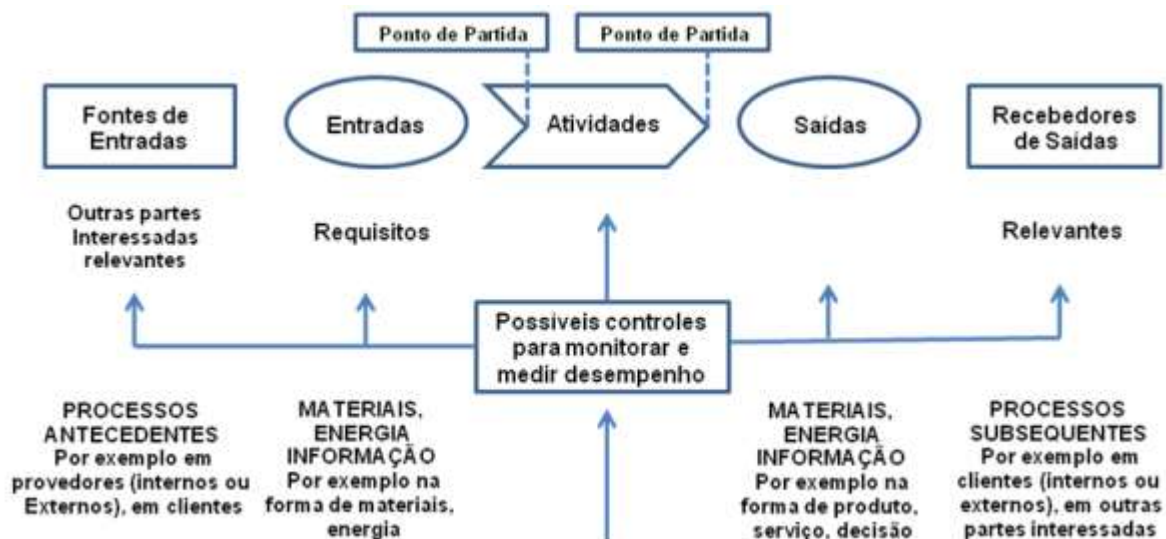 Ponto de Partida
Ponto de Partida
Fontes de
Entradas
Entradas
Atividades
Saídas
Recebedores
de Saídas
Outras partes
Interessadas
relevantes
Requisitos
Relevantes
Possíveis controles
para monitorar e
medir desempenho
PROCESSOS
ANTECEDENTES
Por exemplo em
provedores (internos ou
Externos), em clientes
MATERIAIS,
ENERGIA
INFORMAÇÃO
Por exemplo na
forma de materiais,
energia
MATERIAIS,
ENERGIA
INFORMAÇÃO
Por exemplo na
forma de produto,
serviço, decisão
PROCESSOS
SUBSEQUENTES
Por exemplo em
clientes (internos ou
externos), em outras
partes interessadas